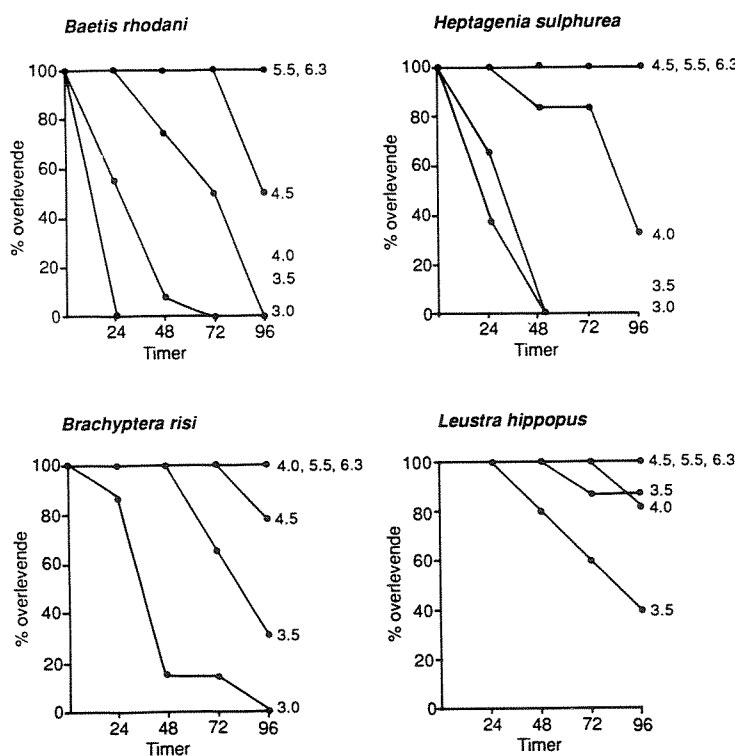 Baetis rhodani
% overlevende
100
80
60
40
20
0
5.5, 6.3
4.5
4.0
3.5
3.0
24 48 72 96
Timer
Heptagenia sulphurea
% overlevende
100
80
60
40
20
0
4.5, 5.5, 6.3
4.0
3.5
3.0
24 48 72 96
Timer
Brachyptera risi
% overlevende
100
80
60
40
20
0
4.0, 5.5, 6.3
4.5
3.5
3.0
24 48 72 96
Timer
Leustra hippopus
% overlevende
100
80
60
40
20
0
4.5, 5.5, 6.3
3.5
4.0
3.5
24 48 72 96
Timer